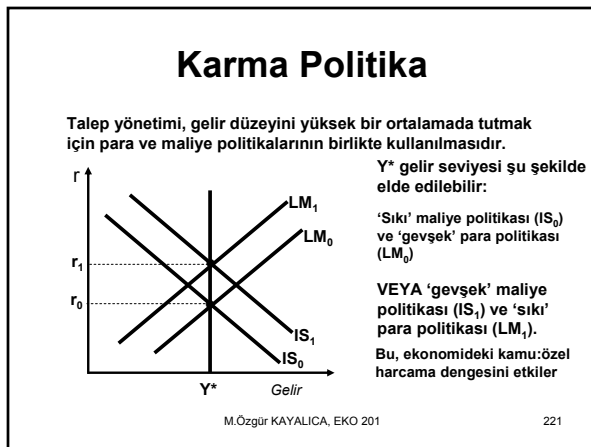 Karma Politika
Talep yönetimi, gelir düzeyini yüksek bir ortalamada tutmak
için para ve maliye politikalarının birlikte kullanılmasıdır.
r
LM1
LM0
r1
r0
IS1
IS0
Y*
Gelir
Y* gelir seviyesi şu şekilde
elde edilebilir:
‘Sıkı’ maliye politikası (IS0)
ve ‘gevşek’ para politikası
(LM0)
VEYA ‘gevşek’ maliye
politikası (IS1) ve ‘sıkı’
para politikası (LM1).
Bu, ekonomideki kamu:özel
harcama dengesini etkiler
M.Özgür KAYALICA, EKO 201
221